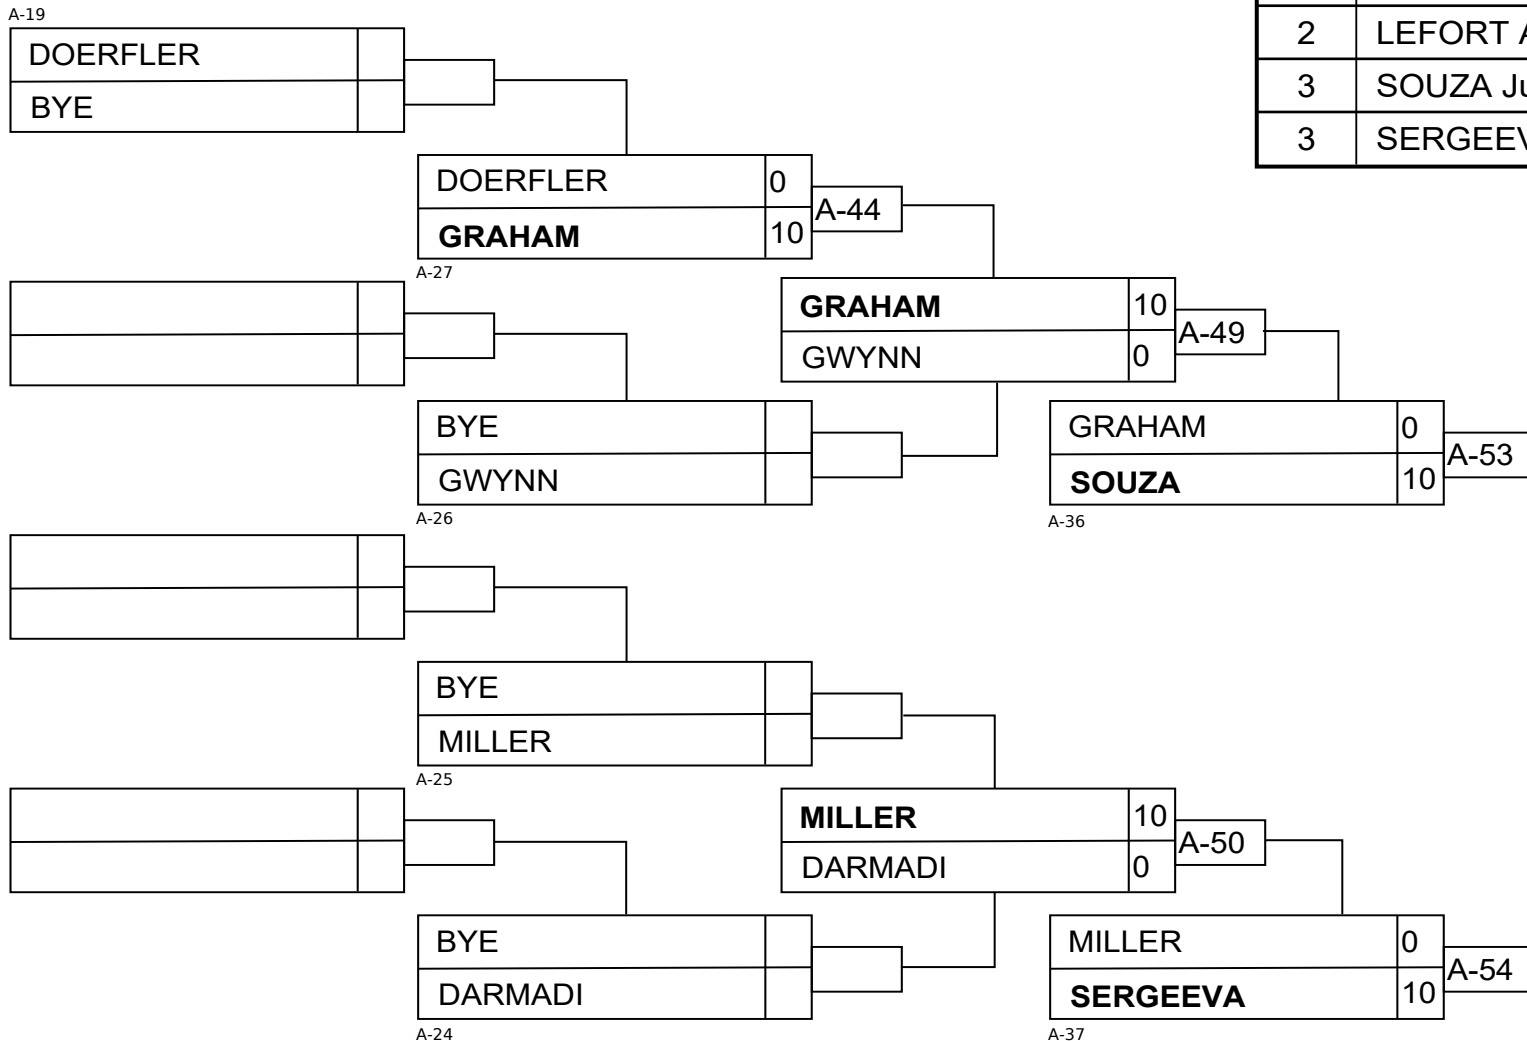 A-19
DOERFLER
BYE
2 LEFORT
3 SOUZA
3
DOERFLER 0
GRAHAM 10
A-44
A-27
GRAHAM 10
GWYNN 0
A-49
BYE
GWYNN
A-26
GRAHAM 0
SOUZA 10
A-53
A-36
BYE
MILLER
A-25
MILLER 10
DARMADI 0
A-50
BYE
DARMADI
A-24
MILLER 0
SERGEEVA 10
A-54
A-37